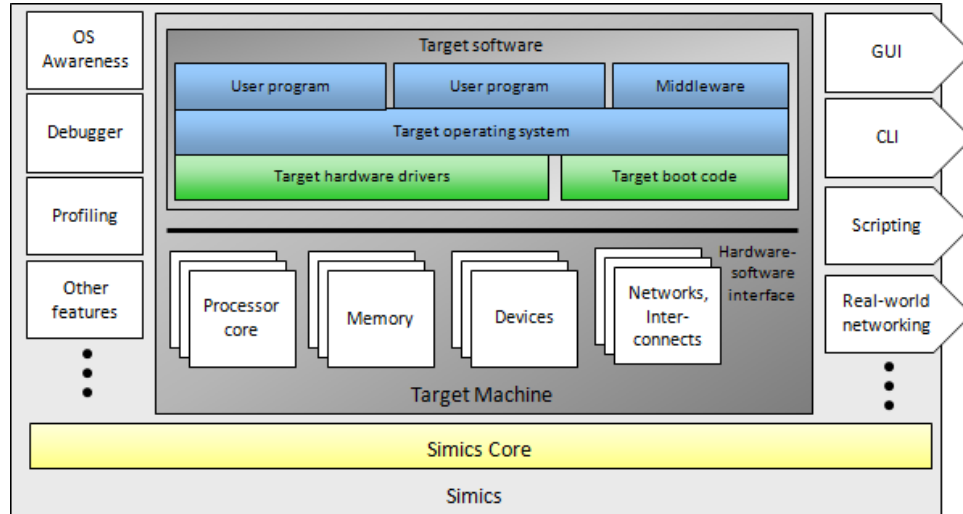 OS
Awareness
Debugger
Profiling
Other
features
Target software
User program
User program
Middleware
Target operating system
Target hardware drivers
Target boot code
Hardware-
software
interface
Processor
core
Memory
Devices
Networks,
Inter-
connects
Target Machine
GUI
CLI
Scripting
Real-world
networking
Simics Core
Simics